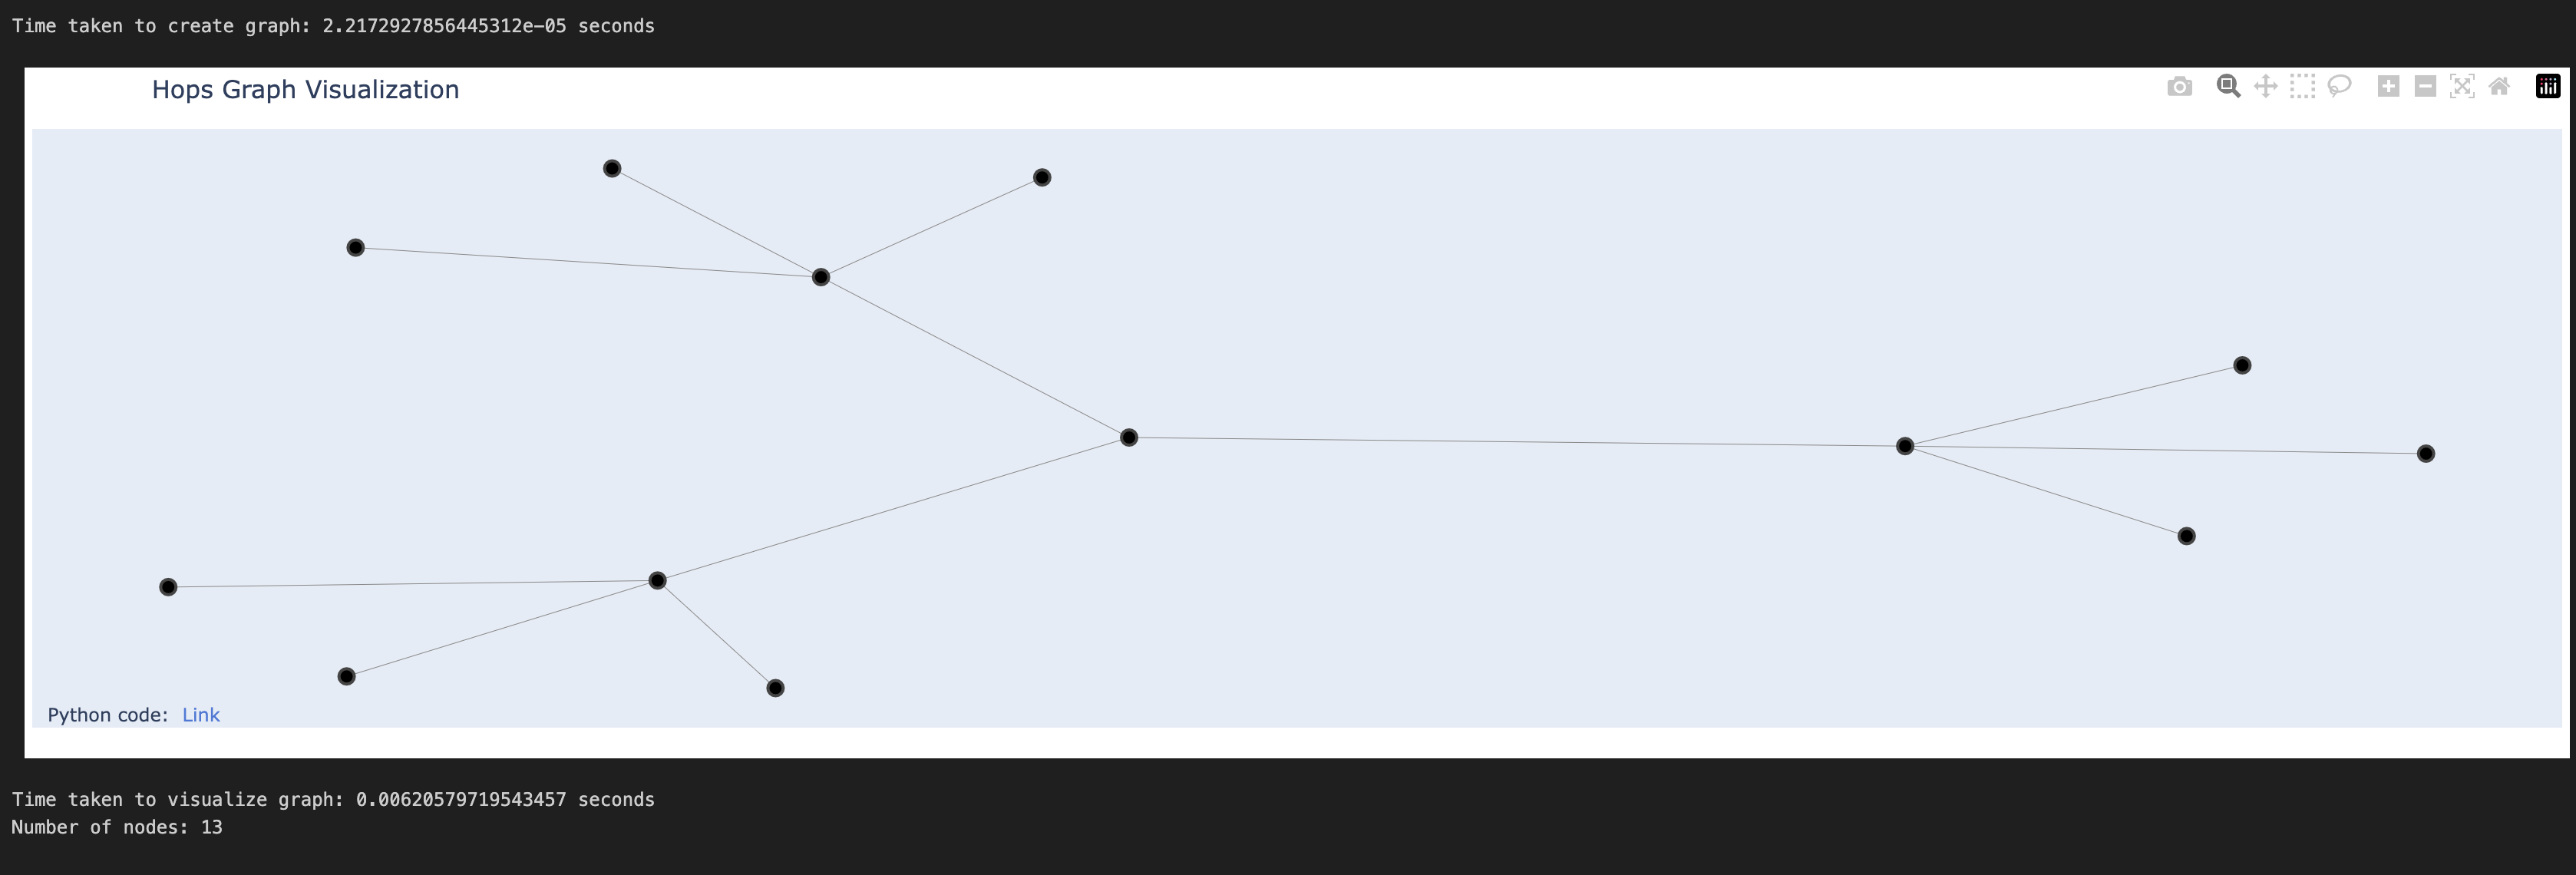 Time taken to create graph: 2.2172927856445312e-05 seconds
Hops Graph Visualization
Python code: Link
Time taken to visualize graph: 0.00620579719543457 seconds
Number of nodes: 13